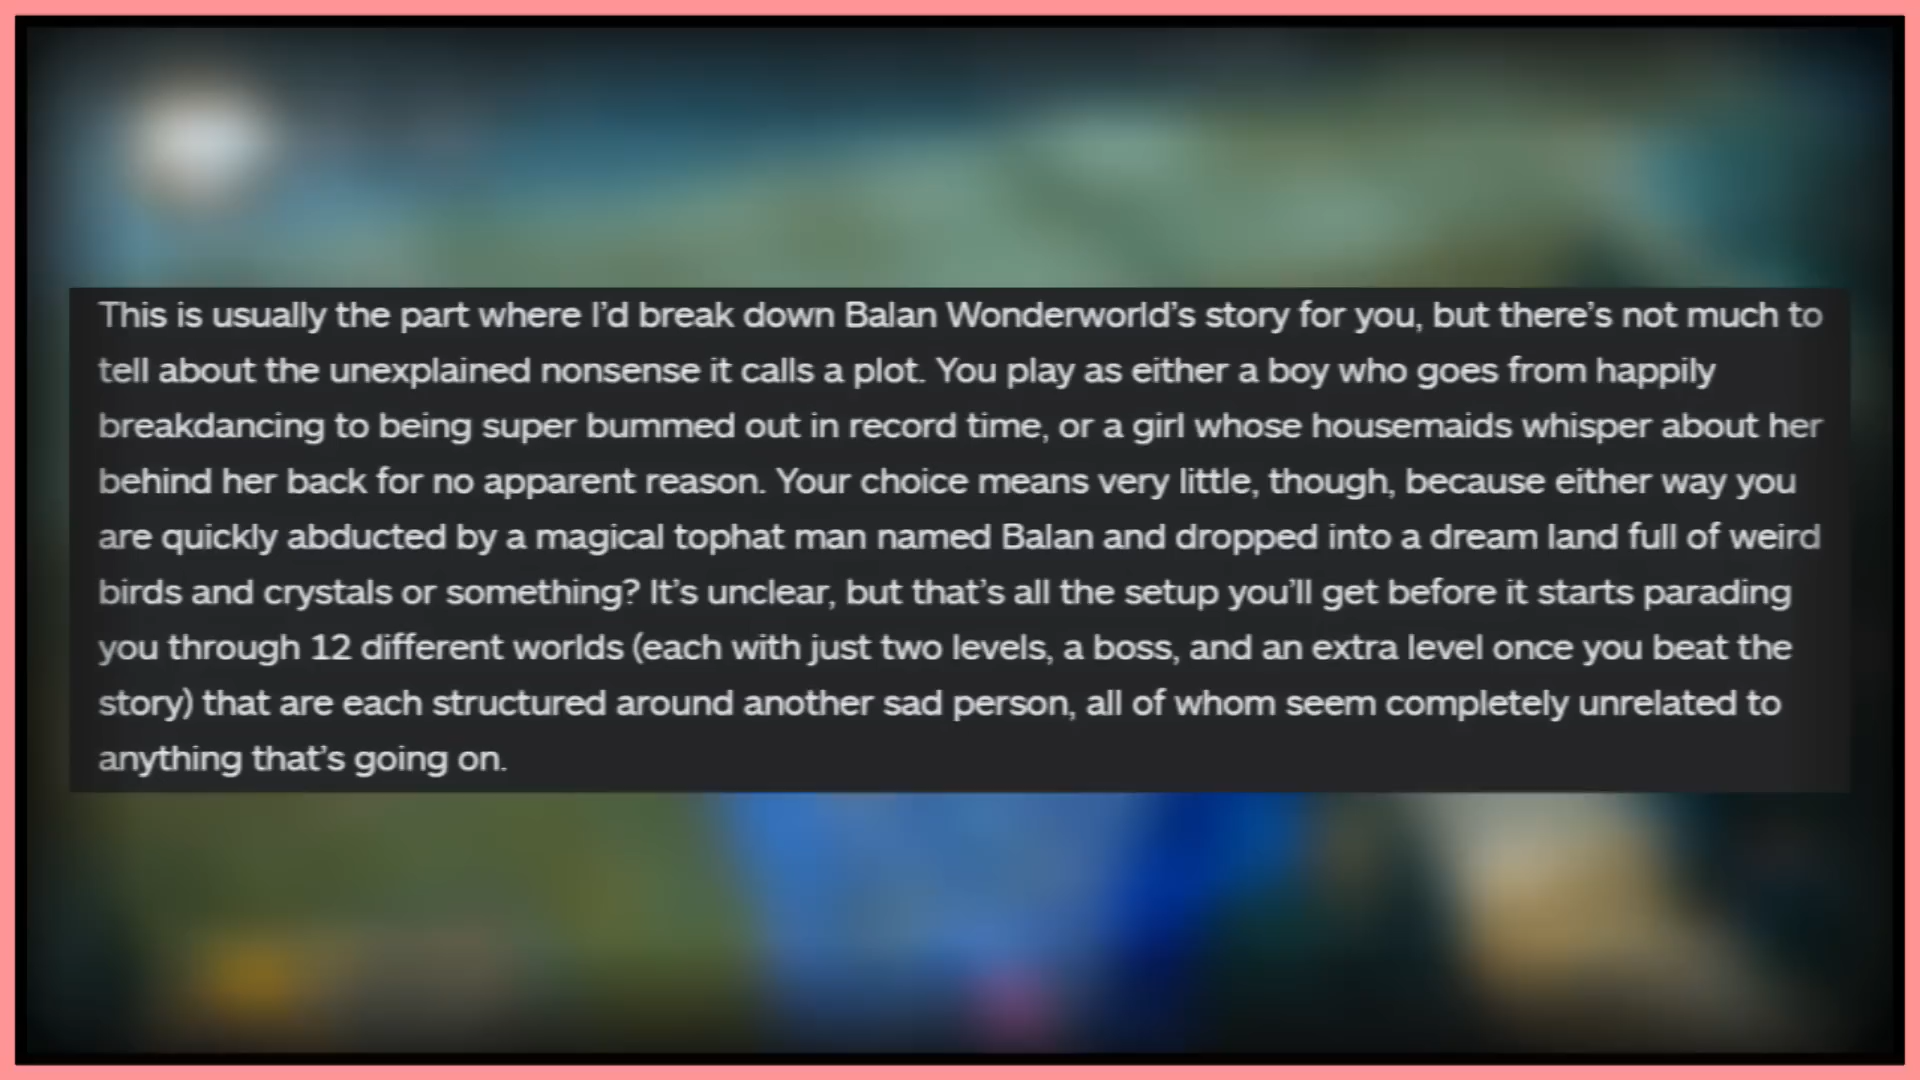 This is usually the part where I’d break down Balan Wonderworld’s story for you, but there’s not much to
tell about the unexplained nonsense it calls a plot. You play as either a boy who goes from happily
breakdancing to being super bummed out in record time, or a girl whose housemaids whisper about her
behind her back for no apparent reason. Your choice means very little, though, because either way you
are quickly abducted by a magical tophat man named Balan and dropped into a dream land full of weird
birds and crystals or something? It’s unclear, but that’s all the setup you’ll get before it starts parading
you through 12 different worlds (each with just two levels, a boss, and an extra level once you beat the
story) that are each structured around another sad person, all of whom seem completely unrelated to
anything that’s going on.